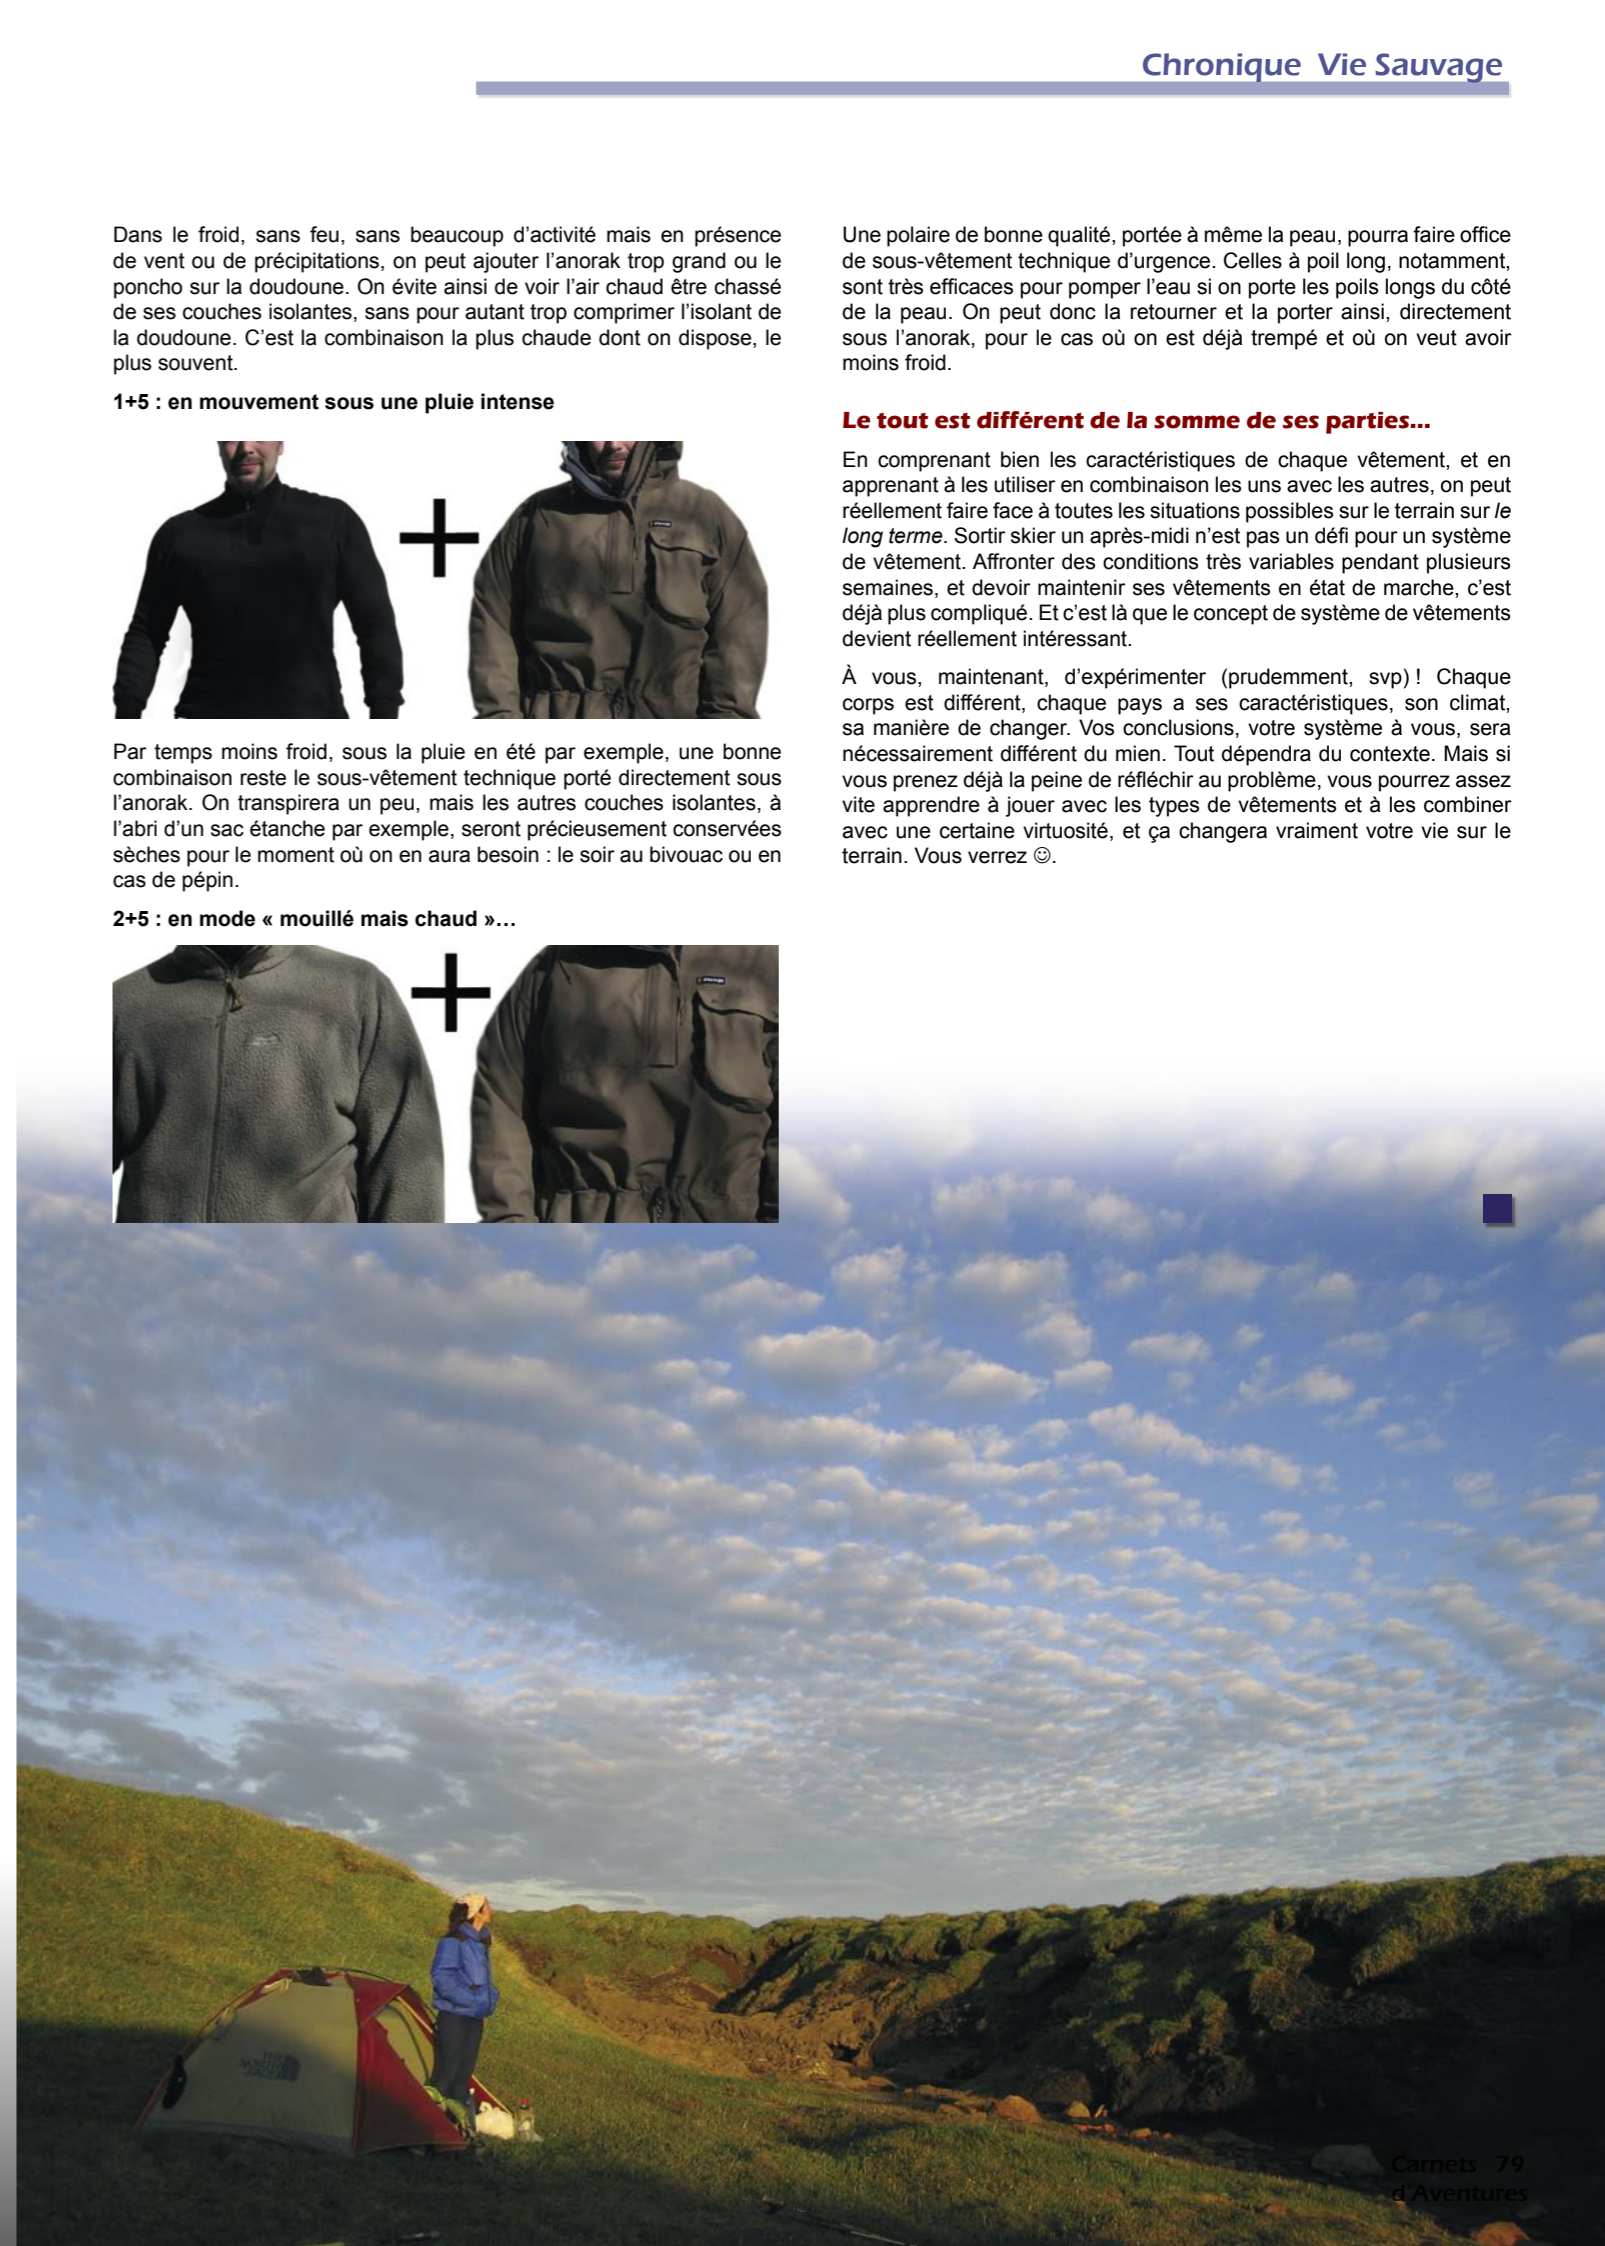 Chronique Vie Sauvage
Dans le froid, sans feu, sans beaucoup d’activité mais en présence
de vent ou de précipitations, on peut ajouter l’anorak trop grand ou le
poncho sur la doudoune. On évite ainsi de voir l’air chaud être chassé
de ses couches isolantes, sans pour autant trop comprimer l’isolant de
la doudoune. C’est la combinaison la plus chaude dont on dispose, le
plus souvent.
1+5 : en mouvement sous une pluie intense
+
Par temps moins froid, sous la pluie en été par exemple, une bonne
combinaison reste le sous-vêtement technique porté directement sous
l’anorak. On transpirera un peu, mais les autres couches isolantes, à
l’abri d’un sac étanche par exemple, seront précieusement conservées
sèches pour le moment où on en aura besoin : le soir au bivouac ou en
cas de pépin.
2+5 : en mode « mouillé mais chaud »…
+
Une polaire de bonne qualité, portée à même la peau, pourra faire office
de sous-vêtement technique d’urgence. Celles à poil long, notamment,
sont très efficaces pour pomper l’eau si on porte les poils longs du côté
de la peau. On peut donc la retourner et la porter ainsi, directement
sous l’anorak, pour le cas où on est déjà trempé et où on veut avoir
moins froid.
Le tout est différent de la somme de ses parties…
En comprenant bien les caractéristiques de chaque vêtement, et en
apprenant à les utiliser en combinaison les uns avec les autres, on peut
réellement faire face à toutes les situations possibles sur le terrain sur le
long terme. Sortir skier un après-midi n’est pas un défi pour un système
de vêtement. Affronter des conditions très variables pendant plusieurs
semaines, et devoir maintenir ses vêtements en état de marche, c’est
déjà plus compliqué. Et c’est là que le concept de système de vêtements
devient réellement intéressant.
À vous, maintenant, d’expérimenter (prudemment, svp) ! Chaque
corps est différent, chaque pays a ses caractéristiques, son climat,
sa manière de changer. Vos conclusions, votre système à vous, sera
nécessairement différent du mien. Tout dépendra du contexte. Mais si
vous prenez déjà la peine de réfléchir au problème, vous pourrez assez
vite apprendre à jouer avec les types de vêtements et à les combiner
avec une certaine virtuosité, et ça changera vraiment votre vie sur le
terrain. Vous verrez ☺.
Carnets 79
d’Aventures